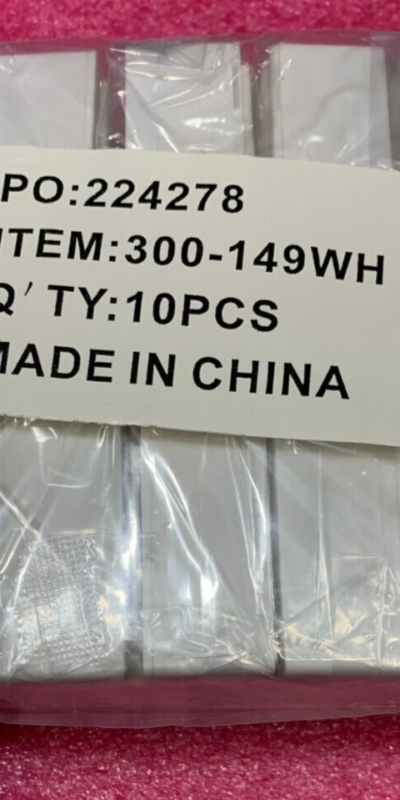 PO:224278
ITEM:300-149WH
Q'TY:10PCS
MADE IN CHINA